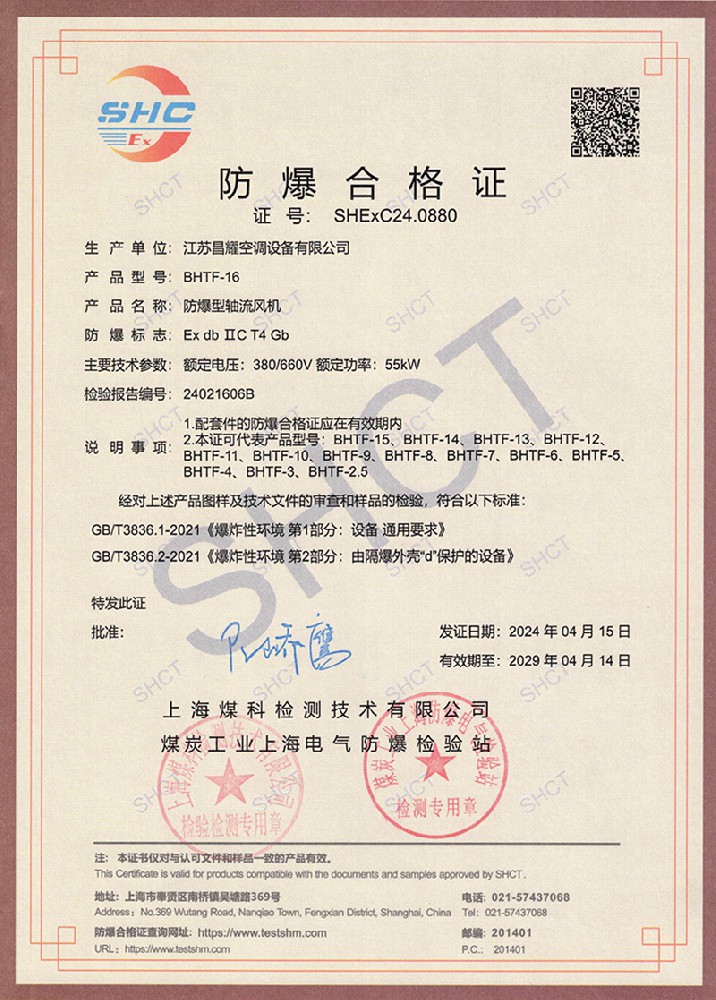 SHC
Ex
防爆合格证
证 号: SHExC24.0880
生产单位: 江苏昌耀空调设备有限公司
产品型号: BHTF-16
产品名称: 防爆型轴流风机
防爆标志: Ex db ⅡC T4 Gb
主要技术参数: 额定电压: 380/660V 额定功率: 55kW
检验报告编号: 24021606B
说明事项:
1.配套件的防爆合格证应在有效期内
2.本证可代表产品型号: BHTF-15、BHTF-14、BHTF-13、BHTF-12、
BHTF-11、BHTF-10、BHTF-9、BHTF-8、BHTF-7、BHTF-6、BHTF-5、
BHTF-4、BHTF-3、BHTF-2.5
经对上述产品图样及技术文件的审查和样品的检验，符合以下标准:
GB/T3836.1-2021《爆炸性环境 第1部分: 设备 通用要求》
GB/T3836.2-2021《爆炸性环境 第2部分: 由隔爆外壳“d”保护的设备》
特发此证
批准:
发证日期: 2024 年 04 月 15 日
有效期至: 2029 年 04 月 14 日
上海煤科检测技术有限公司
煤炭工业上海电气防爆检验站
检验检测专用章
检测专用章
注: 本证书仅对与认可文件和样品一致的产品有效。
This Certificate is valid for products compatible with the documents and samples approved by SHCT.
地址: 上海市奉贤区南桥镇吴塘路369号 电话: 021-57437068
Address: No.369 Wutang Road, Nanqiao Town, Fengxian District, Shanghai, China Tel: 021-57437068
防爆合格证查询网址: https://www.testshm.com 邮编: 201401
URL: https://www.testshm.com P.C.: 201401
SHCT